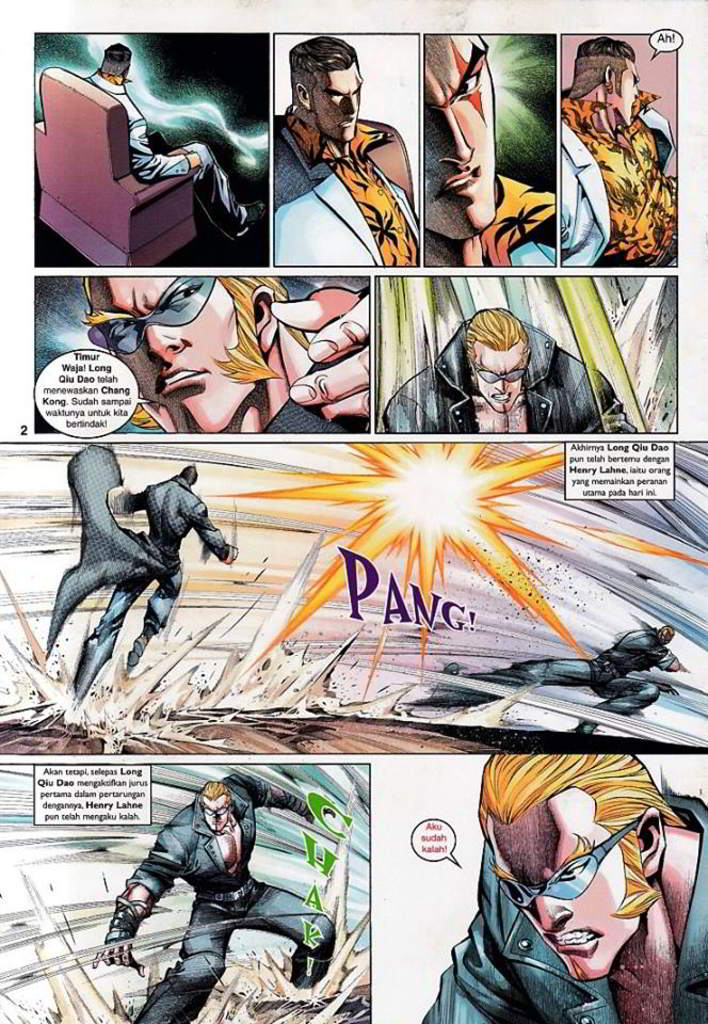 Ah!
Timur
Waja! Long
Qiu Dao telah
menewaskan Chang
Kong. Sudah sampai
waktunya untuk kita
bertindak!
2
Akhirnya Long Qiu Dao
pun telah bertemu dengan
Henry Lahne, iaitu orang
yang memainkan peranan
utama pada hari ini.
PANG!
Akan tetapi, selepas Long
Qiu Dao mengaktifkan jurus
pertama dalam pertarungan
dengannya, Henry Lahne
pun telah mengaku kalah.
CHAK!
Aku
sudah
kalah!